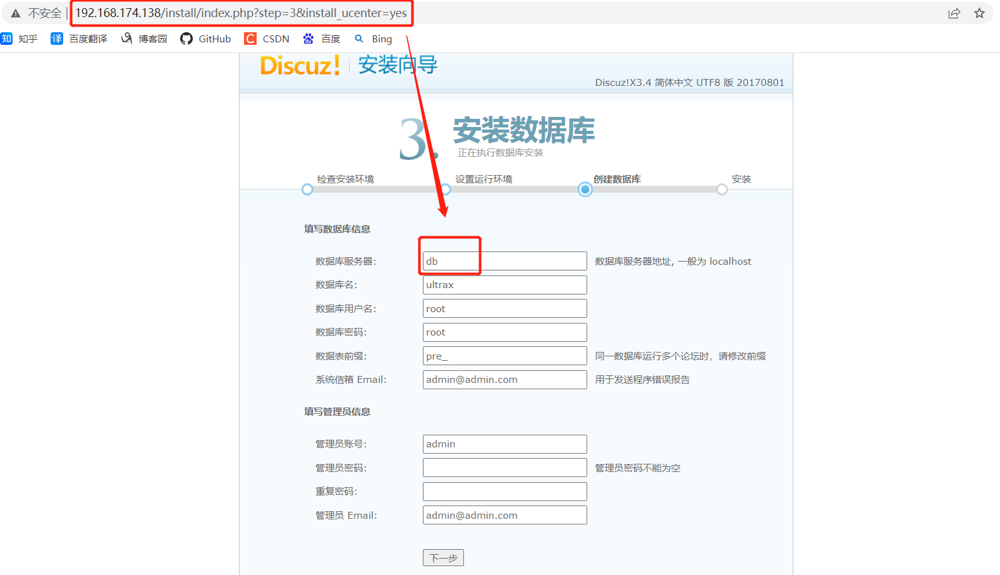 不安全 | 192.168.174.138/install/index.php?step=3&install_ucenter=yes
知 知乎 译 百度翻译 博客园 GitHub C CSDN du 百度 Bing
Discuz! 安装向导
Discuz!X3.4 简体中文 UTF8 版 20170801
3. 安装数据库
正在执行数据库安装
检查安装环境 设置运行环境 创建数据库 安装
填写数据库信息
数据库服务器: db 数据库服务器地址, 一般为 localhost
数据库名: ultrax
数据库用户名: root
数据库密码: root
数据表前缀: pre_ 同一数据库运行多个论坛时，请修改前缀
系统信箱 Email: admin@admin.com 用于发送程序错误报告
填写管理员信息
管理员账号: admin
管理员密码: 管理员密码不能为空
重复密码:
管理员 Email: admin@admin.com
下一步